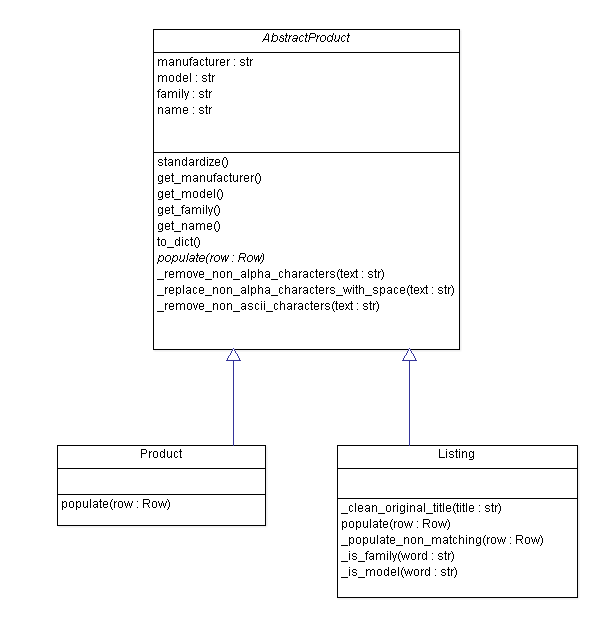 AbstractProduct
manufacturer : str
model : str
family : str
name : str
standardize()
get_manufacturer()
get_model()
get_family()
get_name()
to_dict()
populate(row : Row)
_remove_non_alpha_characters(text : str)
_replace_non_alpha_characters_with_space(text : str)
_remove_non_ascii_characters(text : str)
Product
populate(row : Row)
Listing
_clean_original_title(title : str)
populate(row : Row)
_populate_non_matching(row : Row)
_is_family(word : str)
_is_model(word : str)